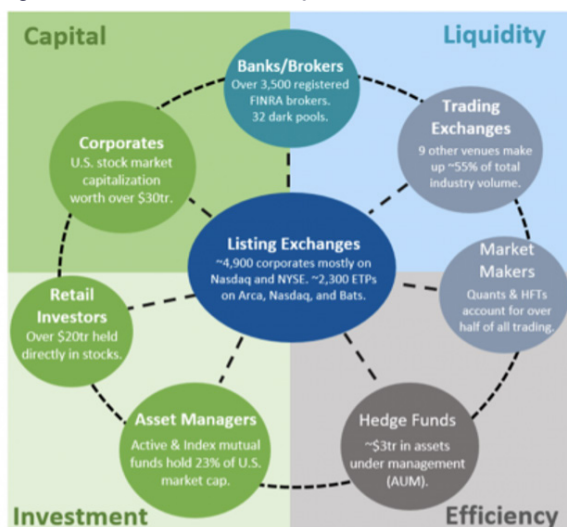 Capital
Liquidity
Banks/Brokers
Over 3,500 registered
FINRA brokers.
32 dark pools.
Trading
Exchanges
9 other venues make
up ~55% of total
industry volume.
Corporates
U.S. stock market
capitalization
worth over $30tr.
Listing Exchanges
~4,900 corporates mostly on
Nasdaq and NYSE. ~2,300 ETPs
on Arca, Nasdaq, and Bats.
Market
Makers
Quants & HFTs
account for over
half of all trading.
Retail
Investors
Over $20tr held
directly in stocks.
Asset Managers
Active & Index mutual
funds hold 23% of U.S.
market cap.
Hedge Funds
~$3tr in assets
under management
(AUM).
Investment
Efficiency